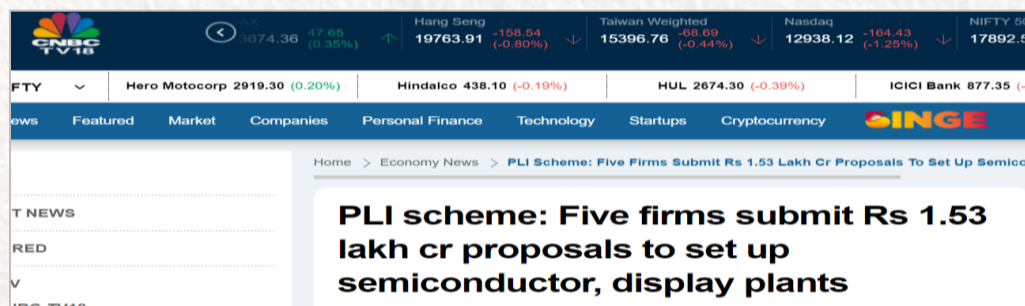 CNBC
TV18
3674.36 47.65 (0.35%)
Hang Seng
19763.91 -158.54 (-0.80%)
Taiwan Weighted
15396.76 -68.69 (-0.44%)
Nasdaq
12938.12 -164.43 (-1.25%)
NIFTY
17892.5
FTY Hero Motocorp 2919.30 (0.20%) Hindalco 438.10 (-0.19%) HUL 2674.30 (-0.39%) ICICI Bank 877.35 (-
ews Featured Market Companies Personal Finance Technology Startups Cryptocurrency BINGE
Home > Economy News > PLI Scheme: Five Firms Submit Rs 1.53 Lakh Cr Proposals To Set Up Semico
T NEWS
RED
V
PLI scheme: Five firms submit Rs 1.53
lakh cr proposals to set up
semiconductor, display plants